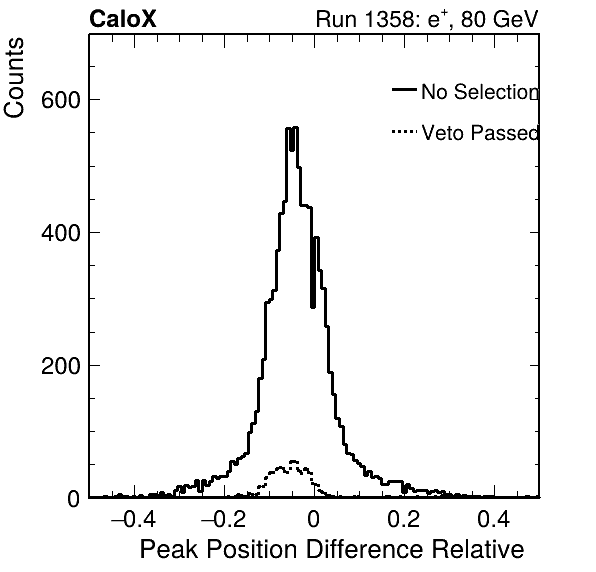 CaloX Run 1358: e+, 80 GeV
Counts
600
400
200
0
No Selection
Veto Passed
−0.4 −0.2 0 0.2 0.4
Peak Position Difference Relative